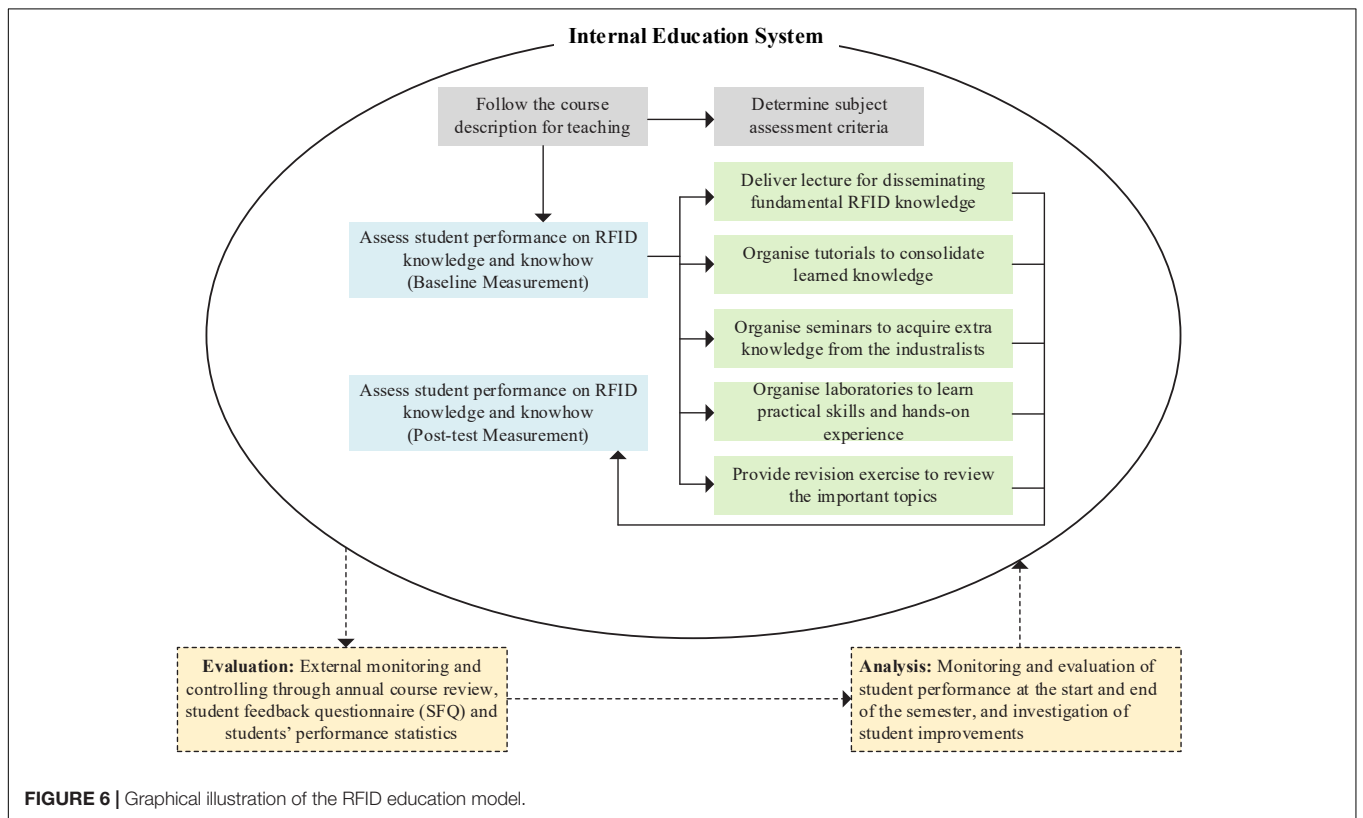 Internal Education System
Follow the course
description for teaching
Determine subject
assessment criteria
Deliver lecture for disseminating
fundamental RFID knowledge
Assess student performance on RFID
knowledge and knowhow
(Baseline Measurement)
Organise tutorials to consolidate
learned knowledge
Organise seminars to acquire extra
knowledge from the industralists
Assess student performance on RFID
knowledge and knowhow
(Post-test Measurement)
Organise laboratories to learn
practical skills and hands-on
experience
Provide revision exercise to review
the important topics
Evaluation: External monitoring and
controlling through annual course review,
student feedback questionnaire (SFQ) and
students’ performance statistics
Analysis: Monitoring and evaluation of
student performance at the start and end
of the semester, and investigation of
student improvements
FIGURE 6 | Graphical illustration of the RFID education model.